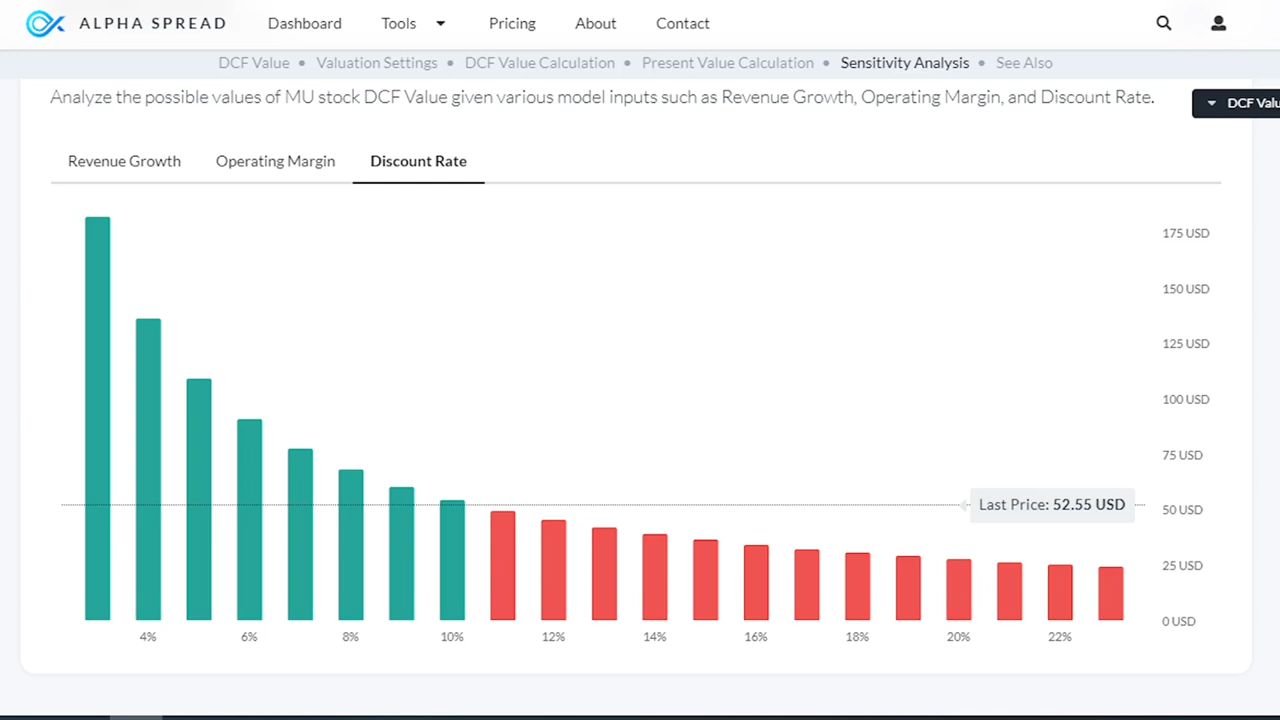 ALPHA SPREAD Dashboard Tools Pricing About Contact
DCF Value • Valuation Settings • DCF Value Calculation • Present Value Calculation • Sensitivity Analysis • See Also
Analyze the possible values of MU stock DCF Value given various model inputs such as Revenue Growth, Operating Margin, and Discount Rate.
DCF Valu
Revenue Growth Operating Margin Discount Rate
175 USD
150 USD
125 USD
100 USD
75 USD
Last Price: 52.55 USD
50 USD
25 USD
0 USD
4% 6% 8% 10% 12% 14% 16% 18% 20% 22%